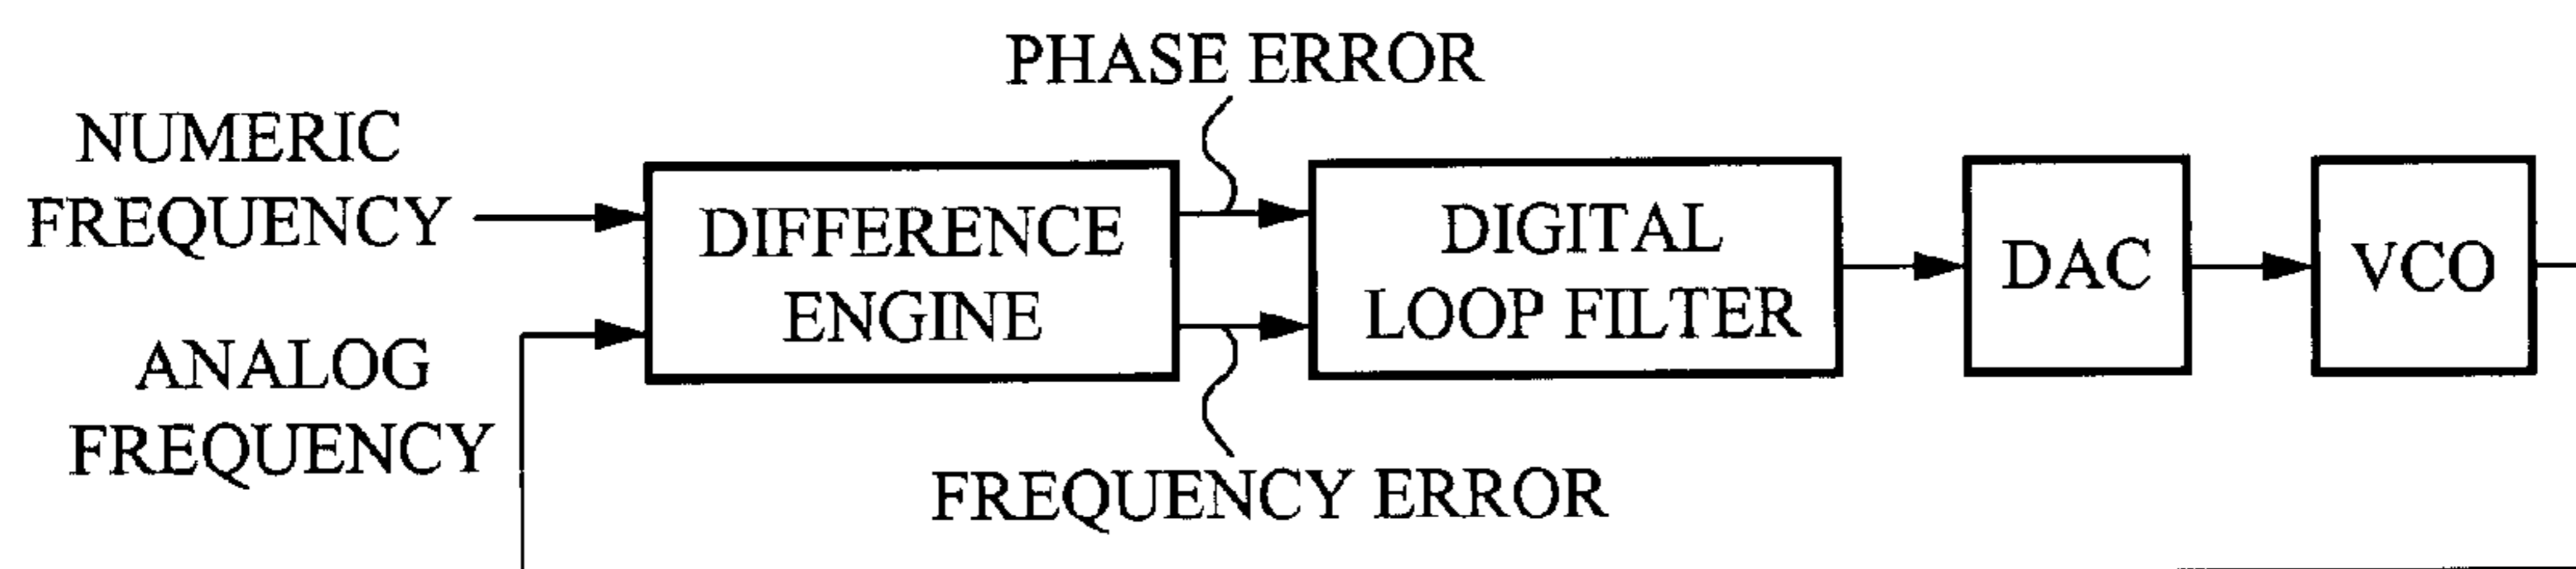 PHASE ERROR
NUMERIC
FREQUENCY
DIFFERENCE
ENGINE
DIGITAL
LOOP FILTER
DAC
VCO
ANALOG
FREQUENCY
FREQUENCY ERROR